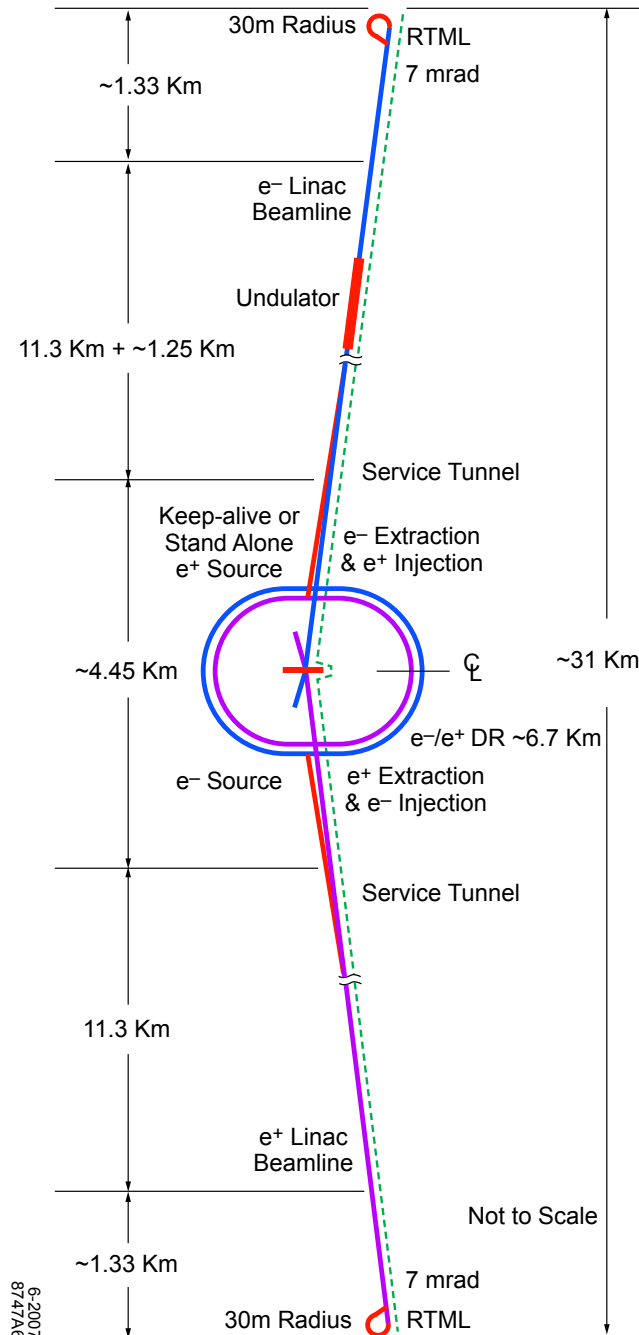 30m Radius
RTML
7 mrad
~1.33 Km
e– Linac
Beamline
Undulator
11.3 Km + ~1.25 Km
Service Tunnel
Keep-alive or
Stand Alone
e+ Source
e– Extraction
& e+ Injection
~4.45 Km
℄
~31 Km
e–/e+ DR ~6.7 Km
e– Source
e+ Extraction
& e– Injection
Service Tunnel
11.3 Km
e+ Linac
Beamline
Not to Scale
~1.33 Km
7 mrad
30m Radius
RTML
6-2007
8747A6